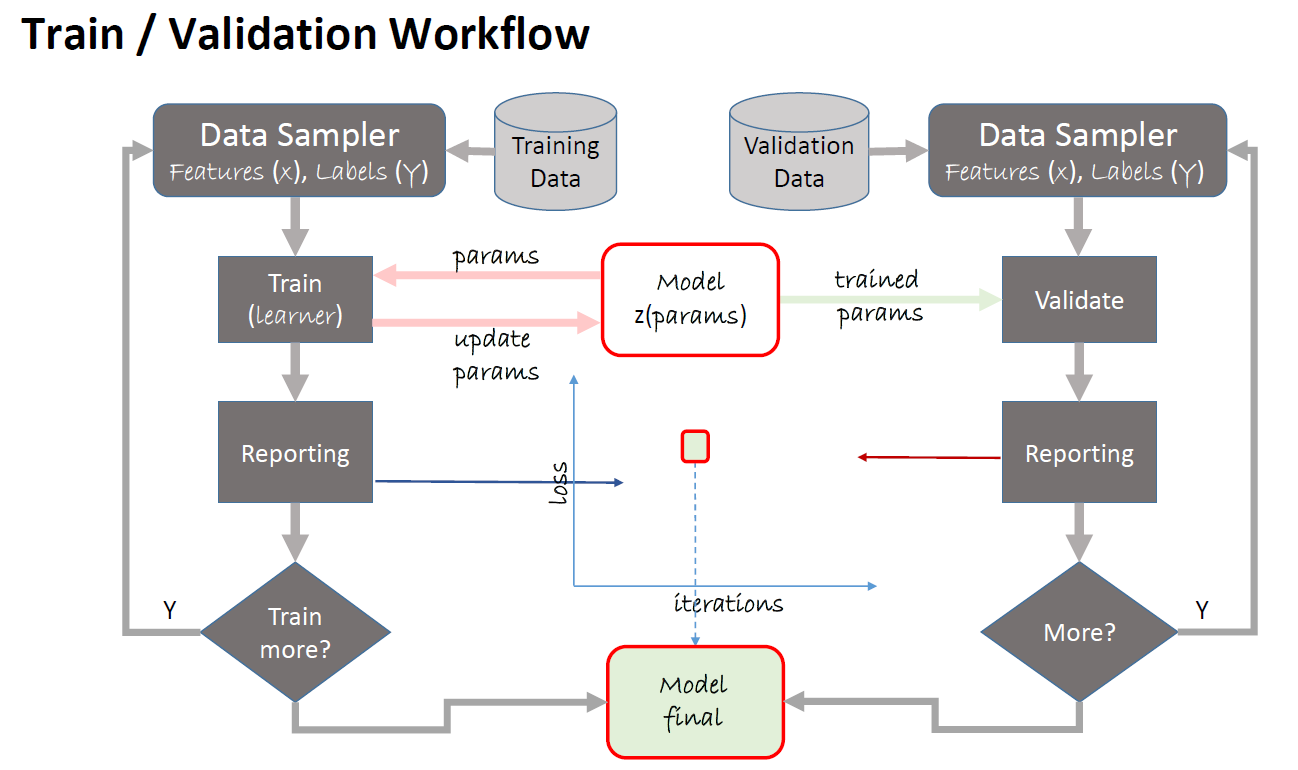 Train / Validation Workflow
Data Sampler
Features (x), Labels (Y)
Training
Data
Validation
Data
Data Sampler
Features (x), Labels (Y)
Train
(learner)
params
update
params
Model
z(params)
trained
params
Validate
Reporting
loss
iterations
Reporting
Train
more?
Y
More?
Y
Model
final